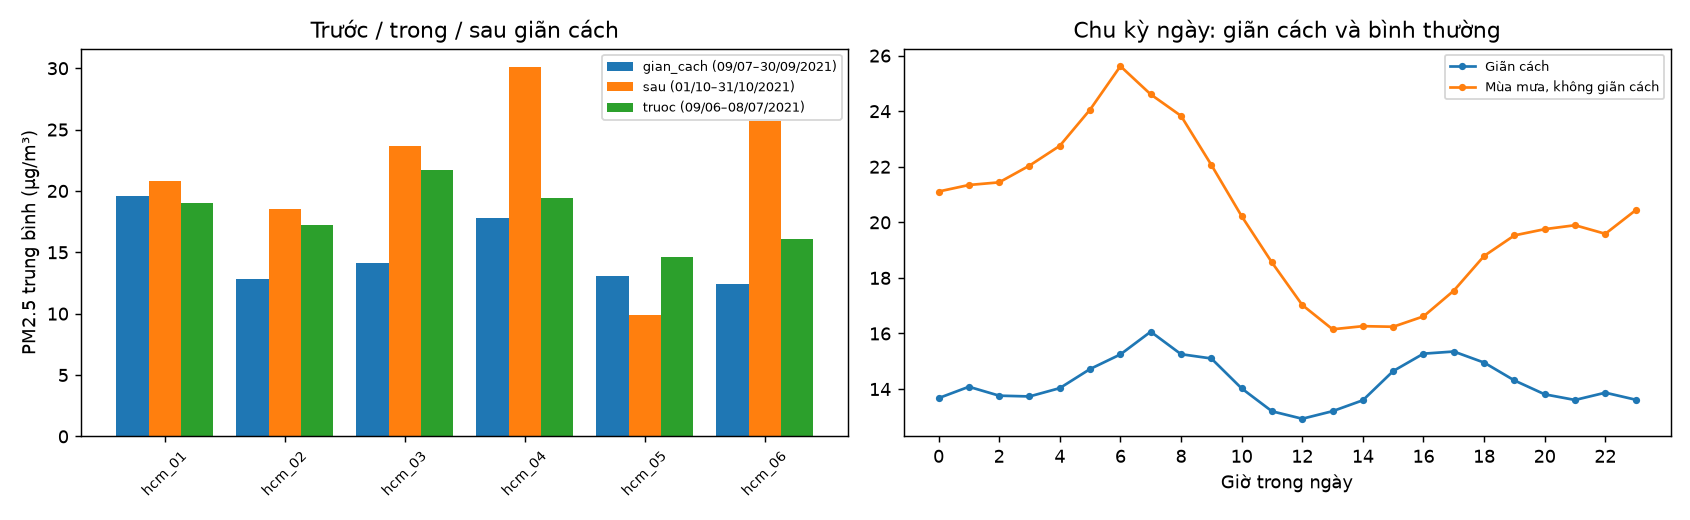 Trước / trong / sau giãn cách
PM2.5 trung bình (µg/m³)
30
25
20
15
10
5
0
gian_cach (09/07–30/09/2021)
sau (01/10–31/10/2021)
truoc (09/06–08/07/2021)
hcm_01
hcm_02
hcm_03
hcm_04
hcm_05
hcm_06
Chu kỳ ngày: giãn cách và bình thường
26
24
22
20
18
16
14
Giãn cách
Mùa mưa, không giãn cách
0 2 4 6 8 10 12 14 16 18 20 22
Giờ trong ngày